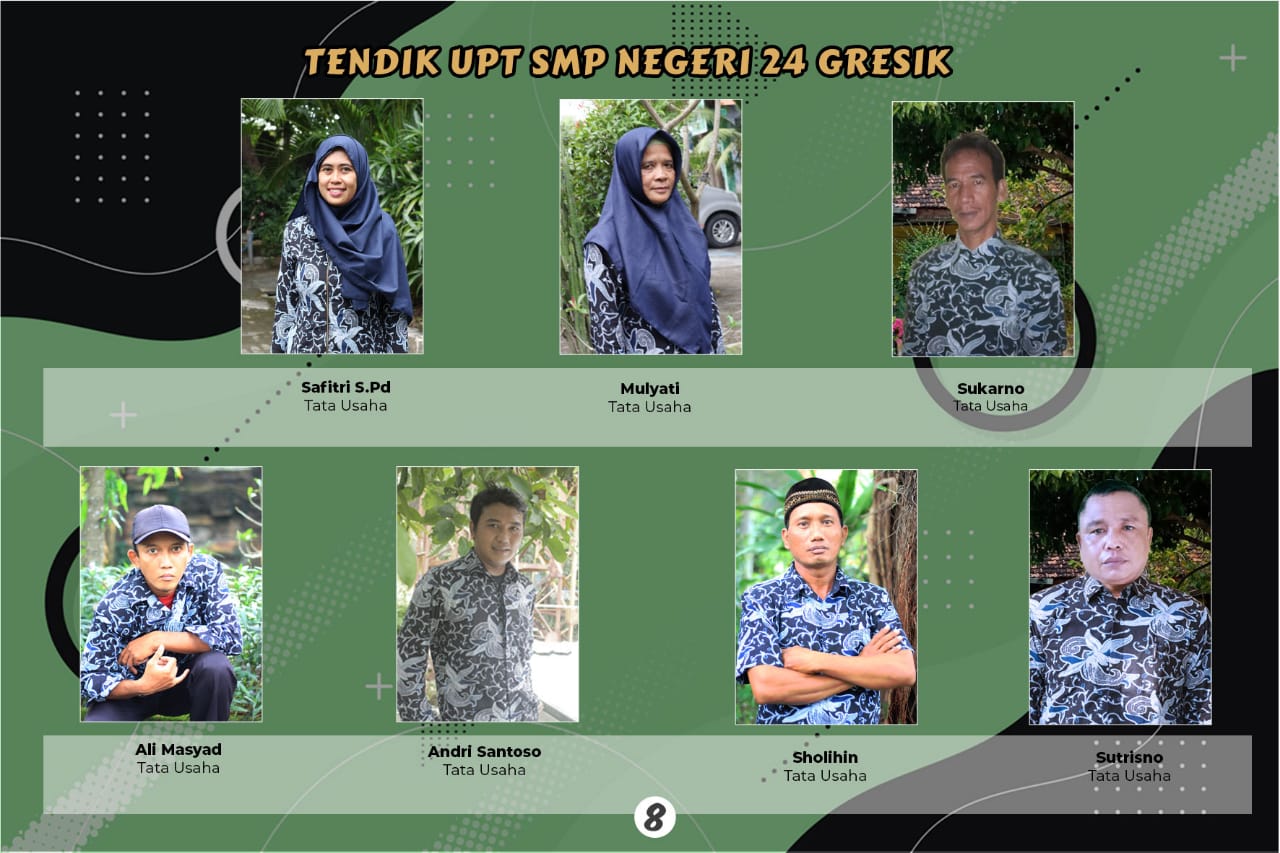 TENDIK UPT SMP NEGERI 24 GRESIK
Safitri S.Pd
Tata Usaha
Mulyati
Tata Usaha
Sukarno
Tata Usaha
Ali Masyad
Tata Usaha
Andri Santoso
Tata Usaha
Sholihin
Tata Usaha
Sutrisno
Tata Usaha
8